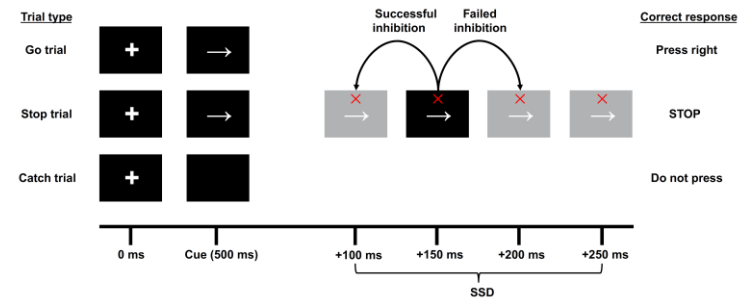 Trial type
Successful inhibition
Failed inhibition
Correct response
Go trial
Press right
Stop trial
STOP
Catch trial
Do not press
0 ms
Cue (500 ms)
+100 ms
+150 ms
+200 ms
+250 ms
SSD